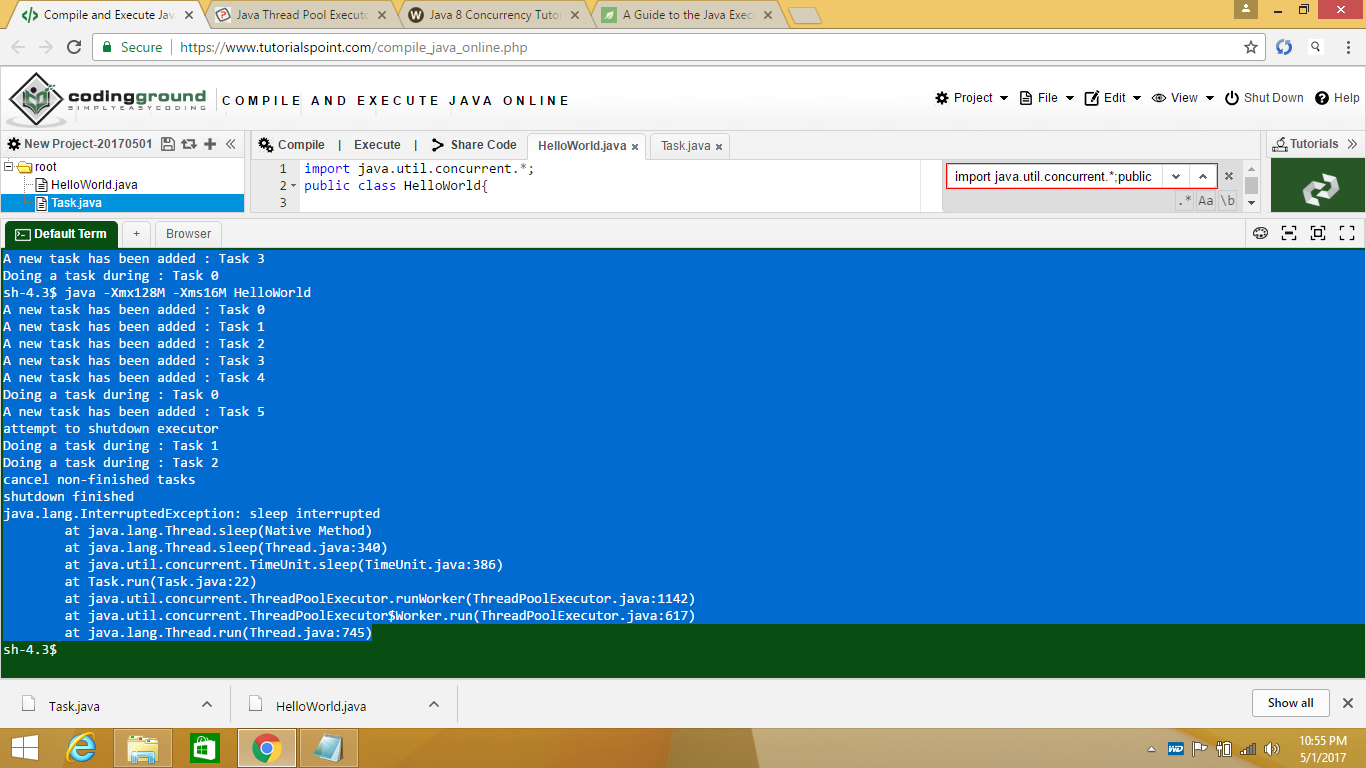 Compile and Execute Jav
Java Thread Pool Executo
Java 8 Concurrency Tuto
A Guide to the Java Exec
Secure
https://www.tutorialspoint.com/compile_java_online.php
codingground
SIMPLYEASYCODING
COMPILE AND EXECUTE JAVA ONLINE
Project
File
Edit
View
Shut Down
Help
New Project-20170501
Compile | Execute | Share Code
HelloWorld.java x
Task.java x
Tutorials
root
HelloWorld.java
Task.java
1 import java.util.concurrent.*;
2 public class HelloWorld{
3
import java.util.concurrent.*;public
.* Aa \b
Default Term
+
Browser
A new task has been added : Task 3
Doing a task during : Task 0
sh-4.3$ java -Xmx128M -Xms16M HelloWorld
A new task has been added : Task 0
A new task has been added : Task 1
A new task has been added : Task 2
A new task has been added : Task 3
A new task has been added : Task 4
Doing a task during : Task 0
A new task has been added : Task 5
attempt to shutdown executor
Doing a task during : Task 1
Doing a task during : Task 2
cancel non-finished tasks
shutdown finished
java.lang.InterruptedException: sleep interrupted
at java.lang.Thread.sleep(Native Method)
at java.lang.Thread.sleep(Thread.java:340)
at java.util.concurrent.TimeUnit.sleep(TimeUnit.java:386)
at Task.run(Task.java:22)
at java.util.concurrent.ThreadPoolExecutor.runWorker(ThreadPoolExecutor.java:1142)
at java.util.concurrent.ThreadPoolExecutor$Worker.run(ThreadPoolExecutor.java:617)
at java.lang.Thread.run(Thread.java:745)
sh-4.3$
Task.java
HelloWorld.java
Show all
WD
10:55 PM
5/1/2017